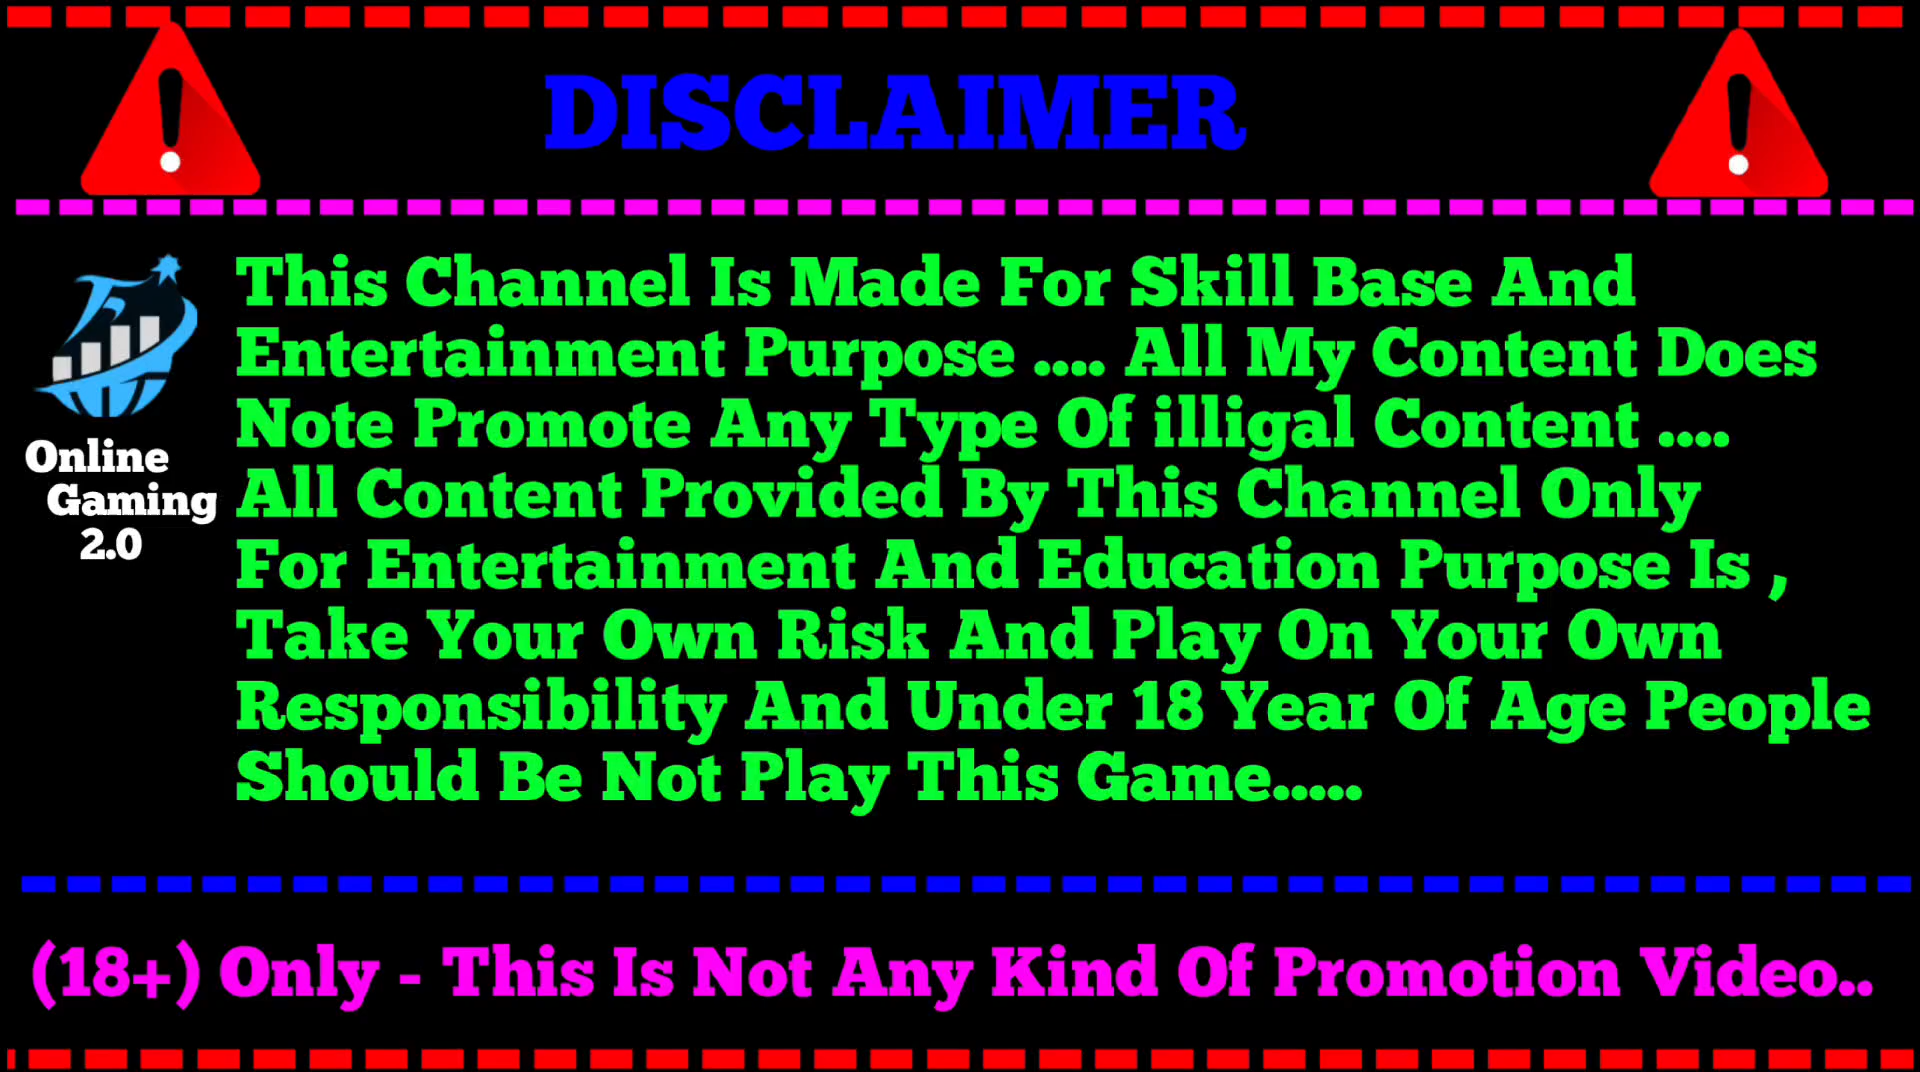 DISCLAIMER
Online
Gaming
2.0
This Channel Is Made For Skill Base And
Entertainment Purpose .... All My Content Does
Note Promote Any Type Of illigal Content ....
All Content Provided By This Channel Only
For Entertainment And Education Purpose Is ,
Take Your Own Risk And Play On Your Own
Responsibility And Under 18 Year Of Age People
Should Be Not Play This Game.....
(18+) Only - This Is Not Any Kind Of Promotion Video..